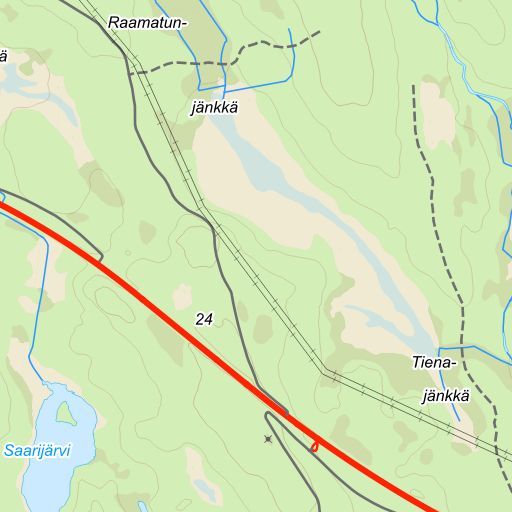 Raamatun-
ä
jänkkä
24
Tiena-
jänkkä
Saarijärvi